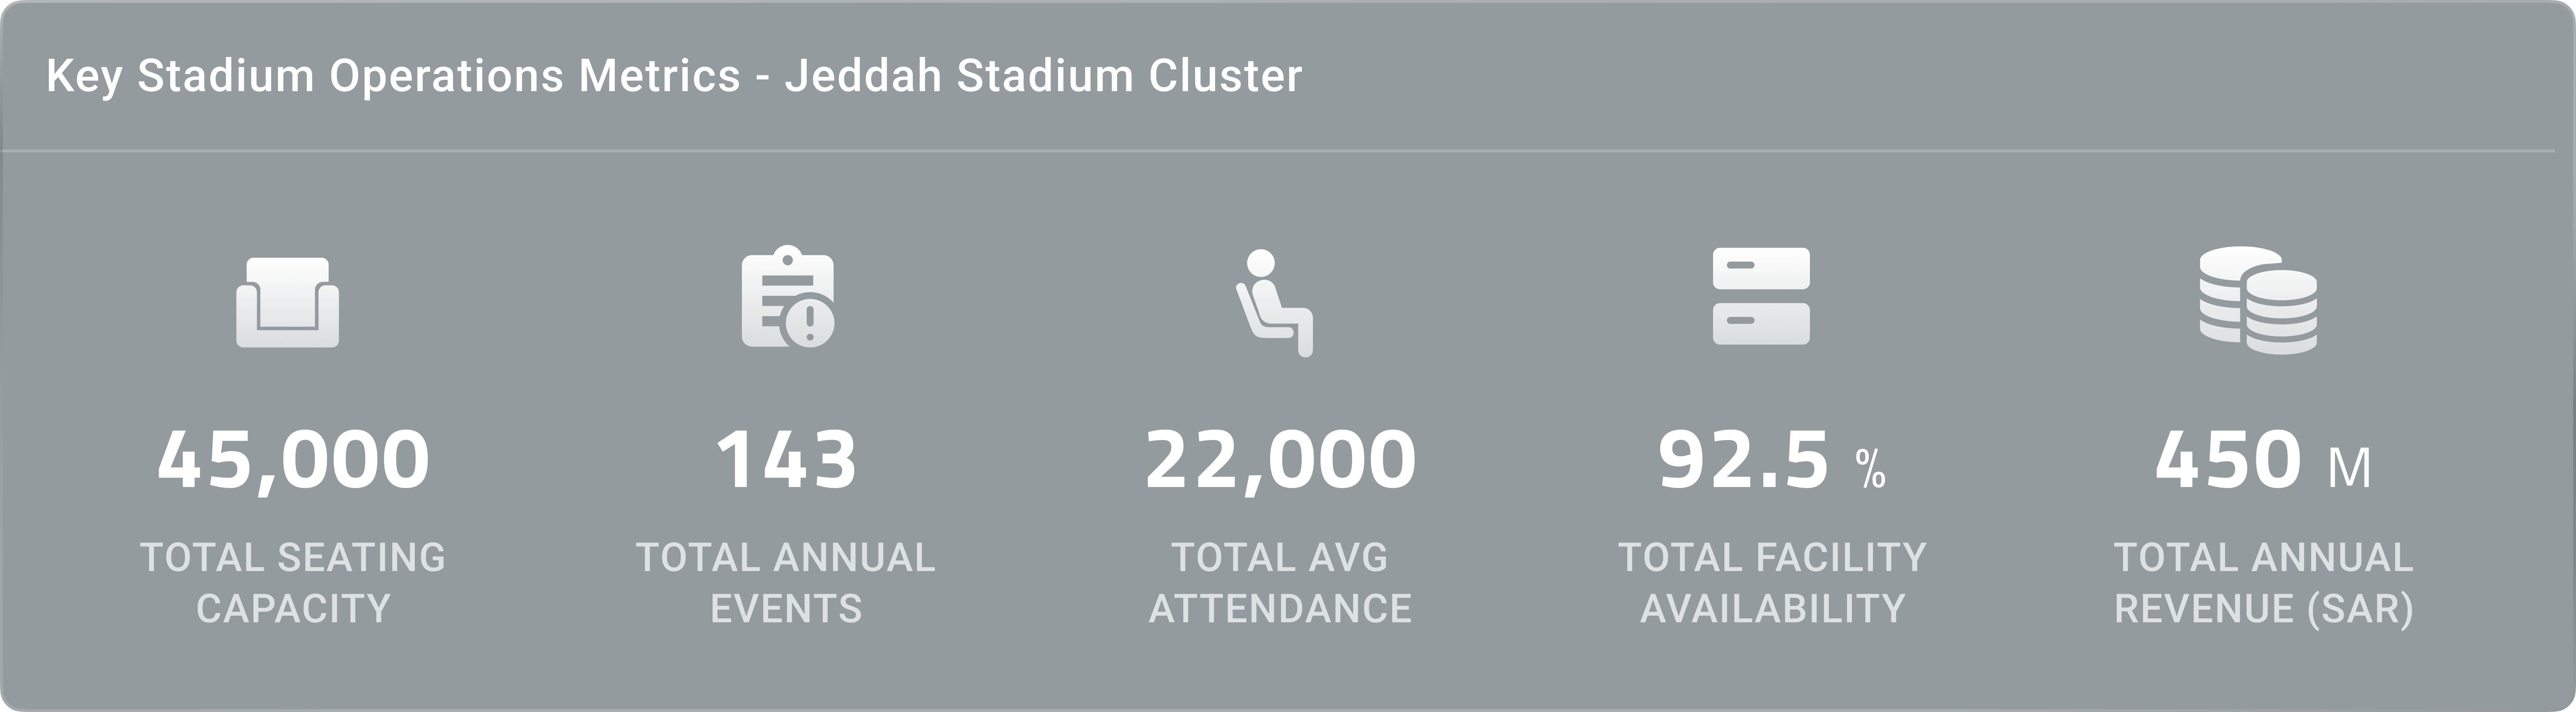 Key Stadium Operations Metrics - Jeddah Stadium Cluster
45,000
TOTAL SEATING
CAPACITY
143
TOTAL ANNUAL
EVENTS
22,000
TOTAL AVG
ATTENDANCE
92.5 %
TOTAL FACILITY
AVAILABILITY
450 M
TOTAL ANNUAL
REVENUE (SAR)